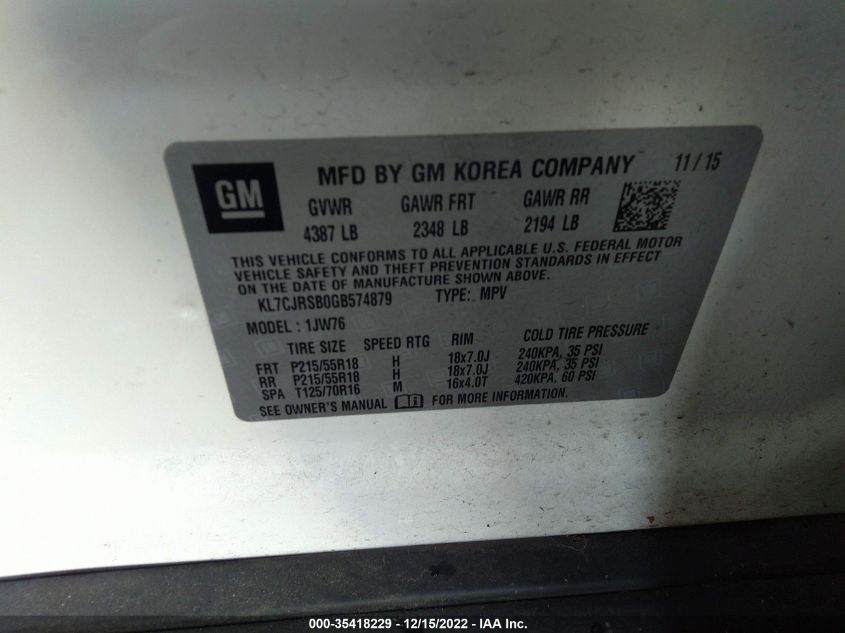 GM MFD BY GM KOREA COMPANY 11/15
GVWR GAWR FRT GAWR RR
4387 LB 2348 LB 2194 LB
THIS VEHICLE CONFORMS TO ALL APPLICABLE U.S. FEDERAL MOTOR
VEHICLE SAFETY AND THEFT PREVENTION STANDARDS IN EFFECT
ON THE DATE OF MANUFACTURE SHOWN ABOVE.
KL7CJRSB0GB574879 TYPE: MPV
MODEL : 1JW76
TIRE SIZE SPEED RTG RIM COLD TIRE PRESSURE
FRT P215/55R18 H 18x7.0J 240KPA, 35 PSI
RR P215/55R18 H 18x7.0J 240KPA, 35 PSI
SPA T125/70R16 M 16x4.0T 420KPA, 60 PSI
SEE OWNER'S MANUAL FOR MORE INFORMATION.
000-35418229 - 12/15/2022 - IAA Inc.